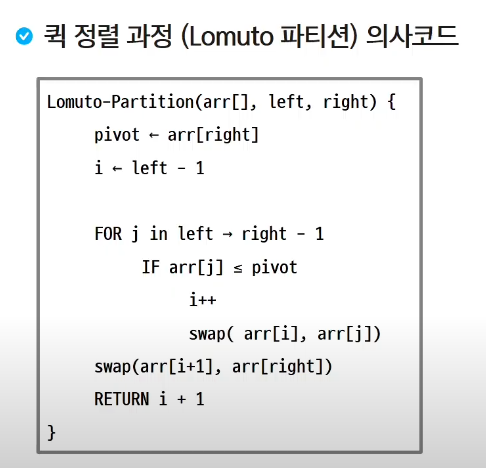 퀵 정렬 과정 (Lomuto 파티션) 의사코드
Lomuto-Partition(arr[], left, right) {
pivot ← arr[right]
i ← left - 1
FOR j in left → right - 1
IF arr[j] ≤ pivot
i++
swap( arr[i], arr[j])
swap(arr[i+1], arr[right])
RETURN i + 1
}